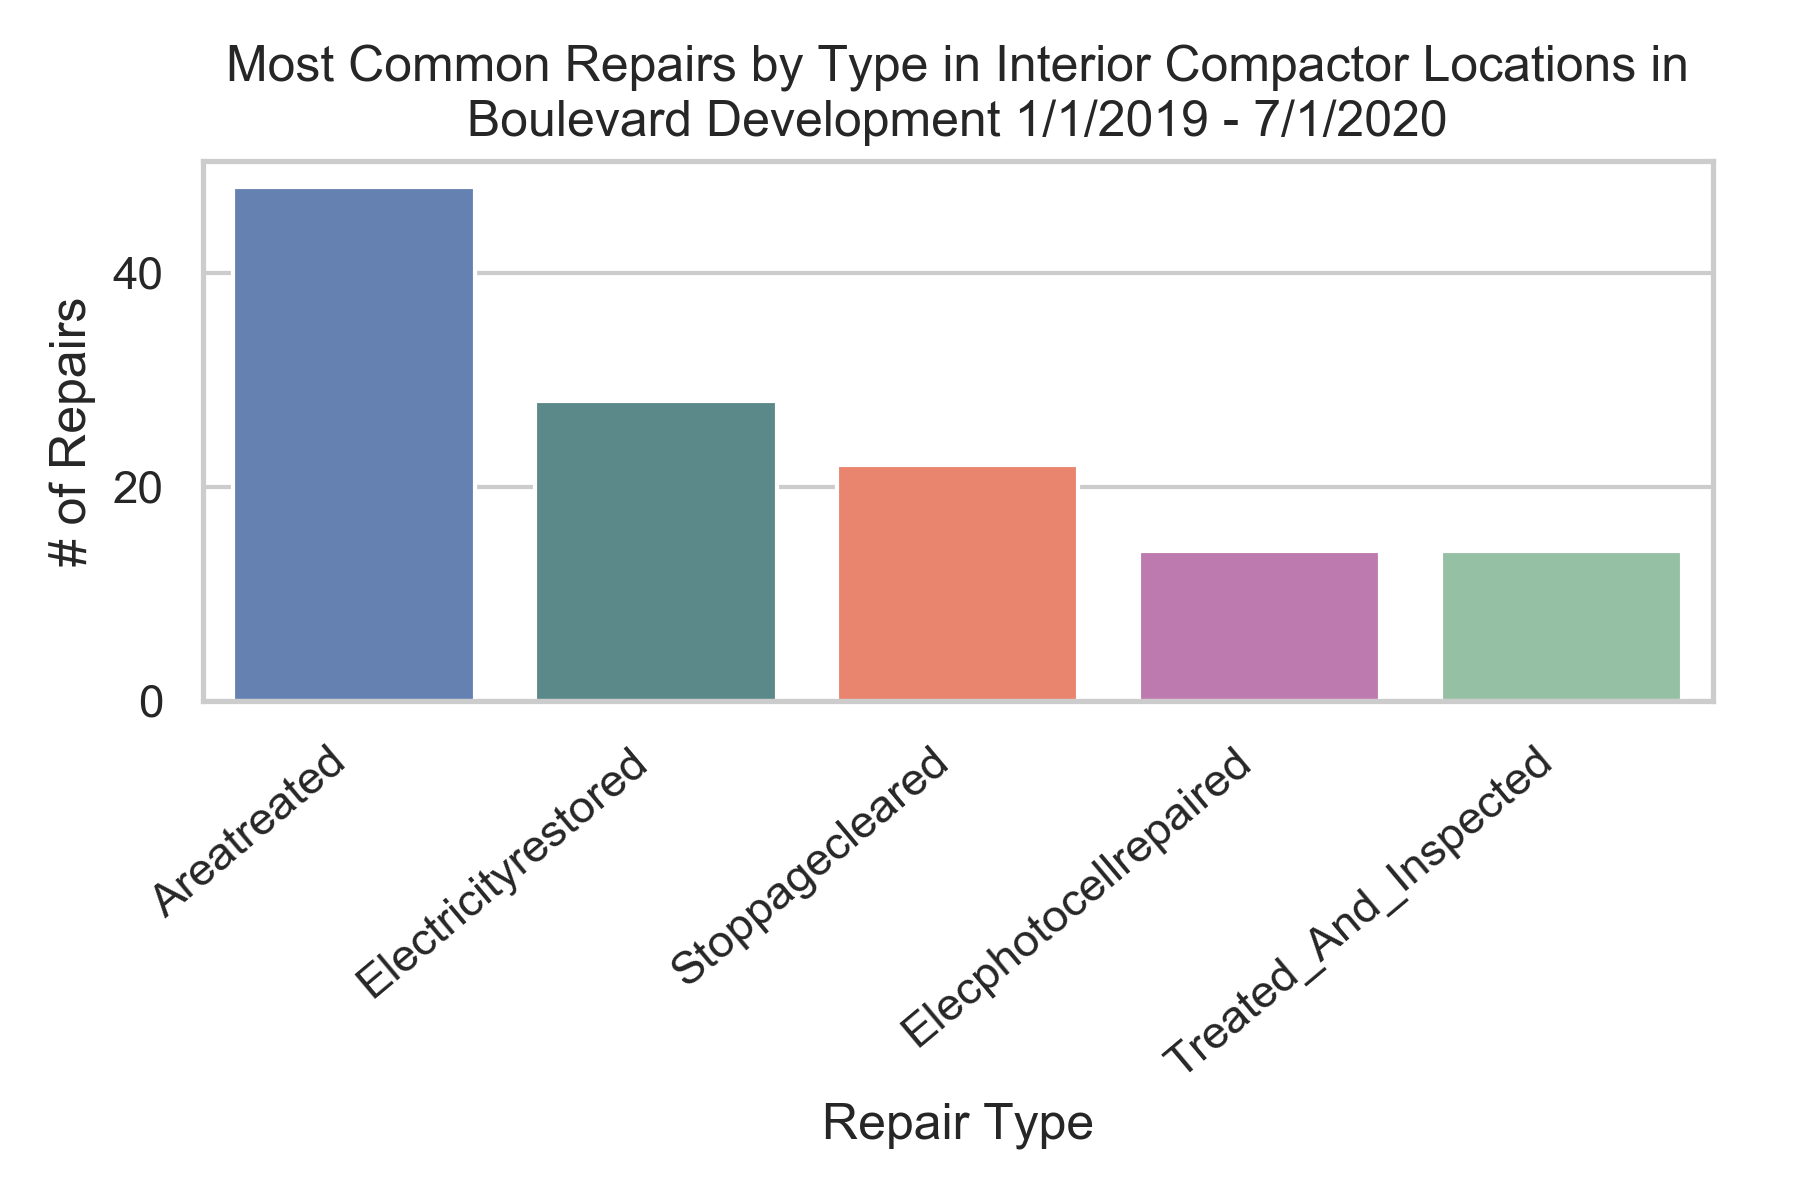 Most Common Repairs by Type in Interior Compactor Locations in
Boulevard Development 1/1/2019 - 7/1/2020
# of Repairs
40
20
0
Areatreated
Electricityrestored
Stoppagecleared
Elecphotocellrepaired
Treated_And_Inspected
Repair Type